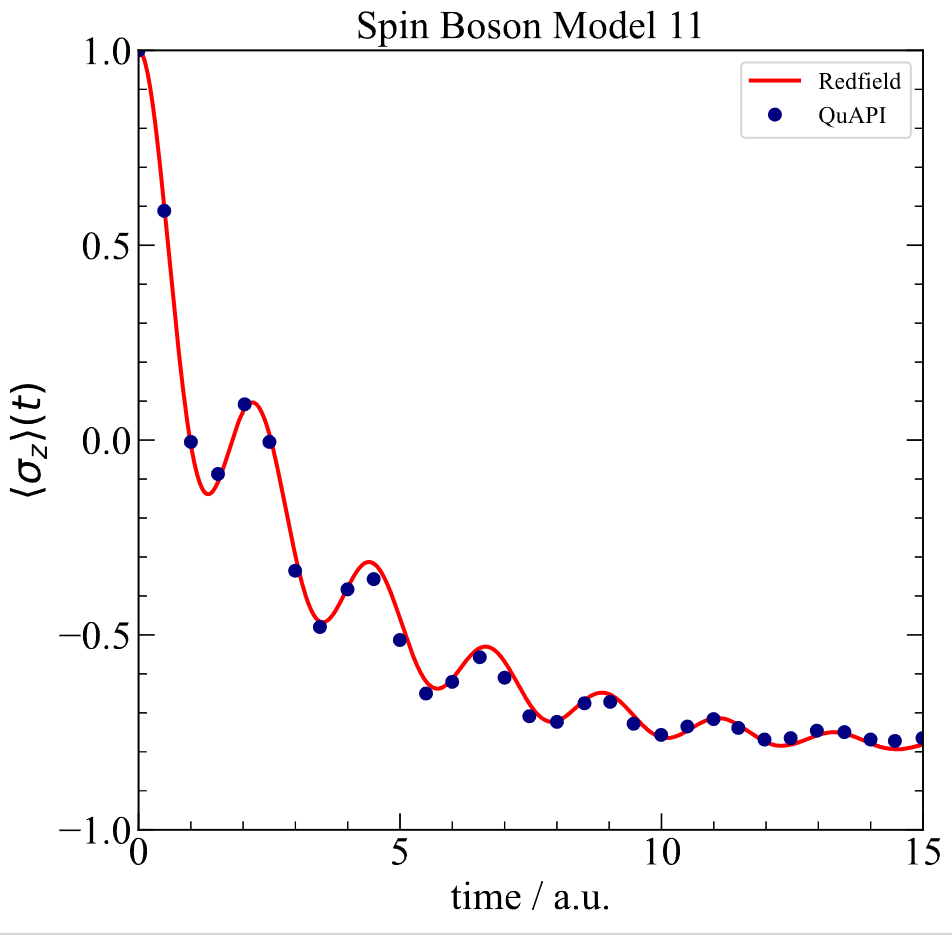 Spin Boson Model 11
Redfield
QuAPI
1.0
0.5
0.0
−0.5
−1.0
⟨σz⟩(t)
0 5 10 15
time / a.u.